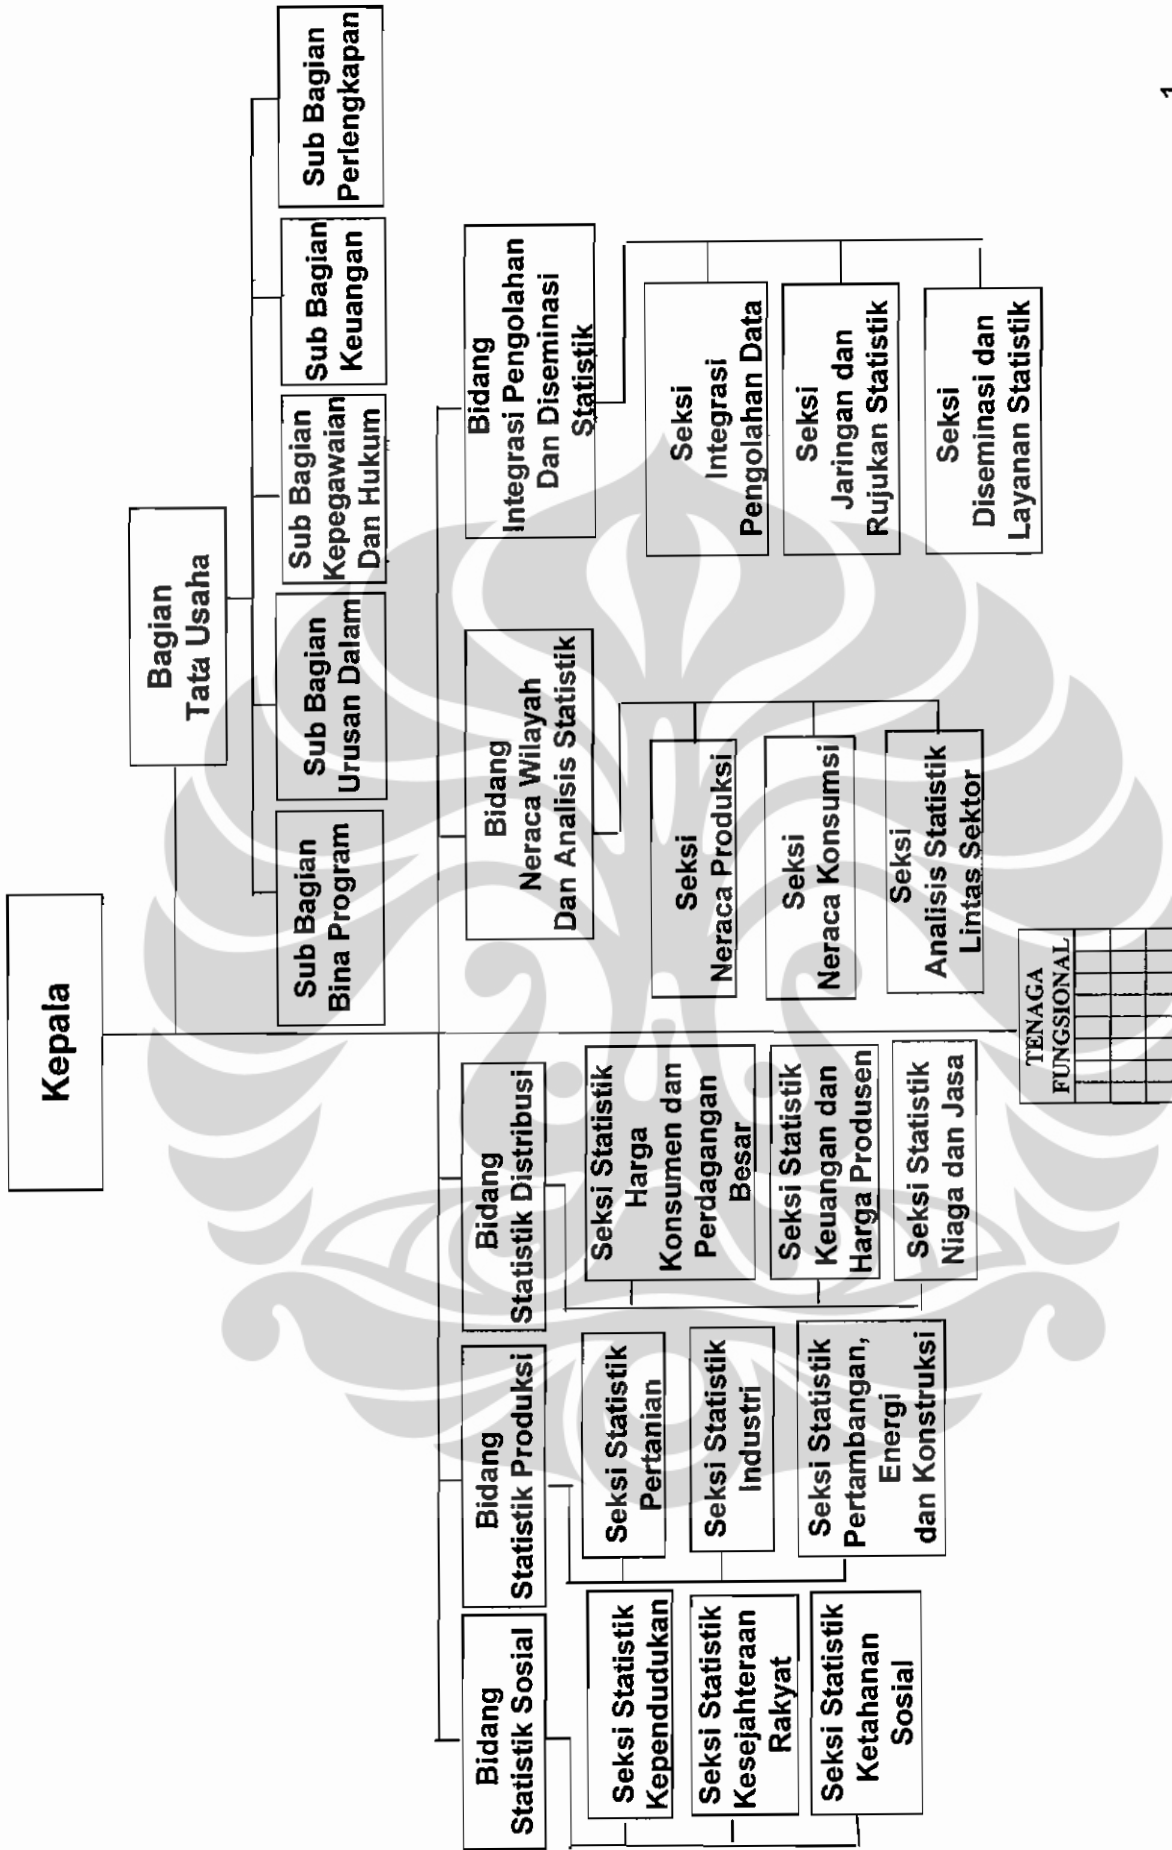 Kepala
Bagian
Tata Usaha
Sub Bagian
Bina Program
Sub Bagian
Urusan Dalam
Sub Bagian
Kepegawaian
Dan Hukum
Sub Bagian
Keuangan
Sub Bagian
Perlengkapan
Bidang
Statistik Sosial
Bidang
Statistik Produksi
Bidang
Statistik Distribusi
Bidang
Neraca Wilayah
Dan Analisis Statistik
Bidang
Integrasi Pengolahan
Dan Diseminasi
Statistik
Seksi Statistik
Kependudukan
Seksi Statistik
Kesejahteraan
Rakyat
Seksi Statistik
Ketahanan
Sosial
Seksi Statistik
Pertanian
Seksi Statistik
Industri
Seksi Statistik
Pertambangan,
Energi
dan Konstruksi
Seksi Statistik
Harga
Konsumen dan
Perdagangan
Besar
Seksi Statistik
Keuangan dan
Harga Produsen
Seksi Statistik
Niaga dan Jasa
Seksi
Neraca Produksi
Seksi
Neraca Konsumsi
Seksi
Analisis Statistik
Lintas Sektor
Seksi
Integrasi
Pengolahan Data
Seksi
Jaringan dan
Rujukan Statistik
Seksi
Diseminasi dan
Layanan Statistik
TENAGA
FUNGSIONAL
1